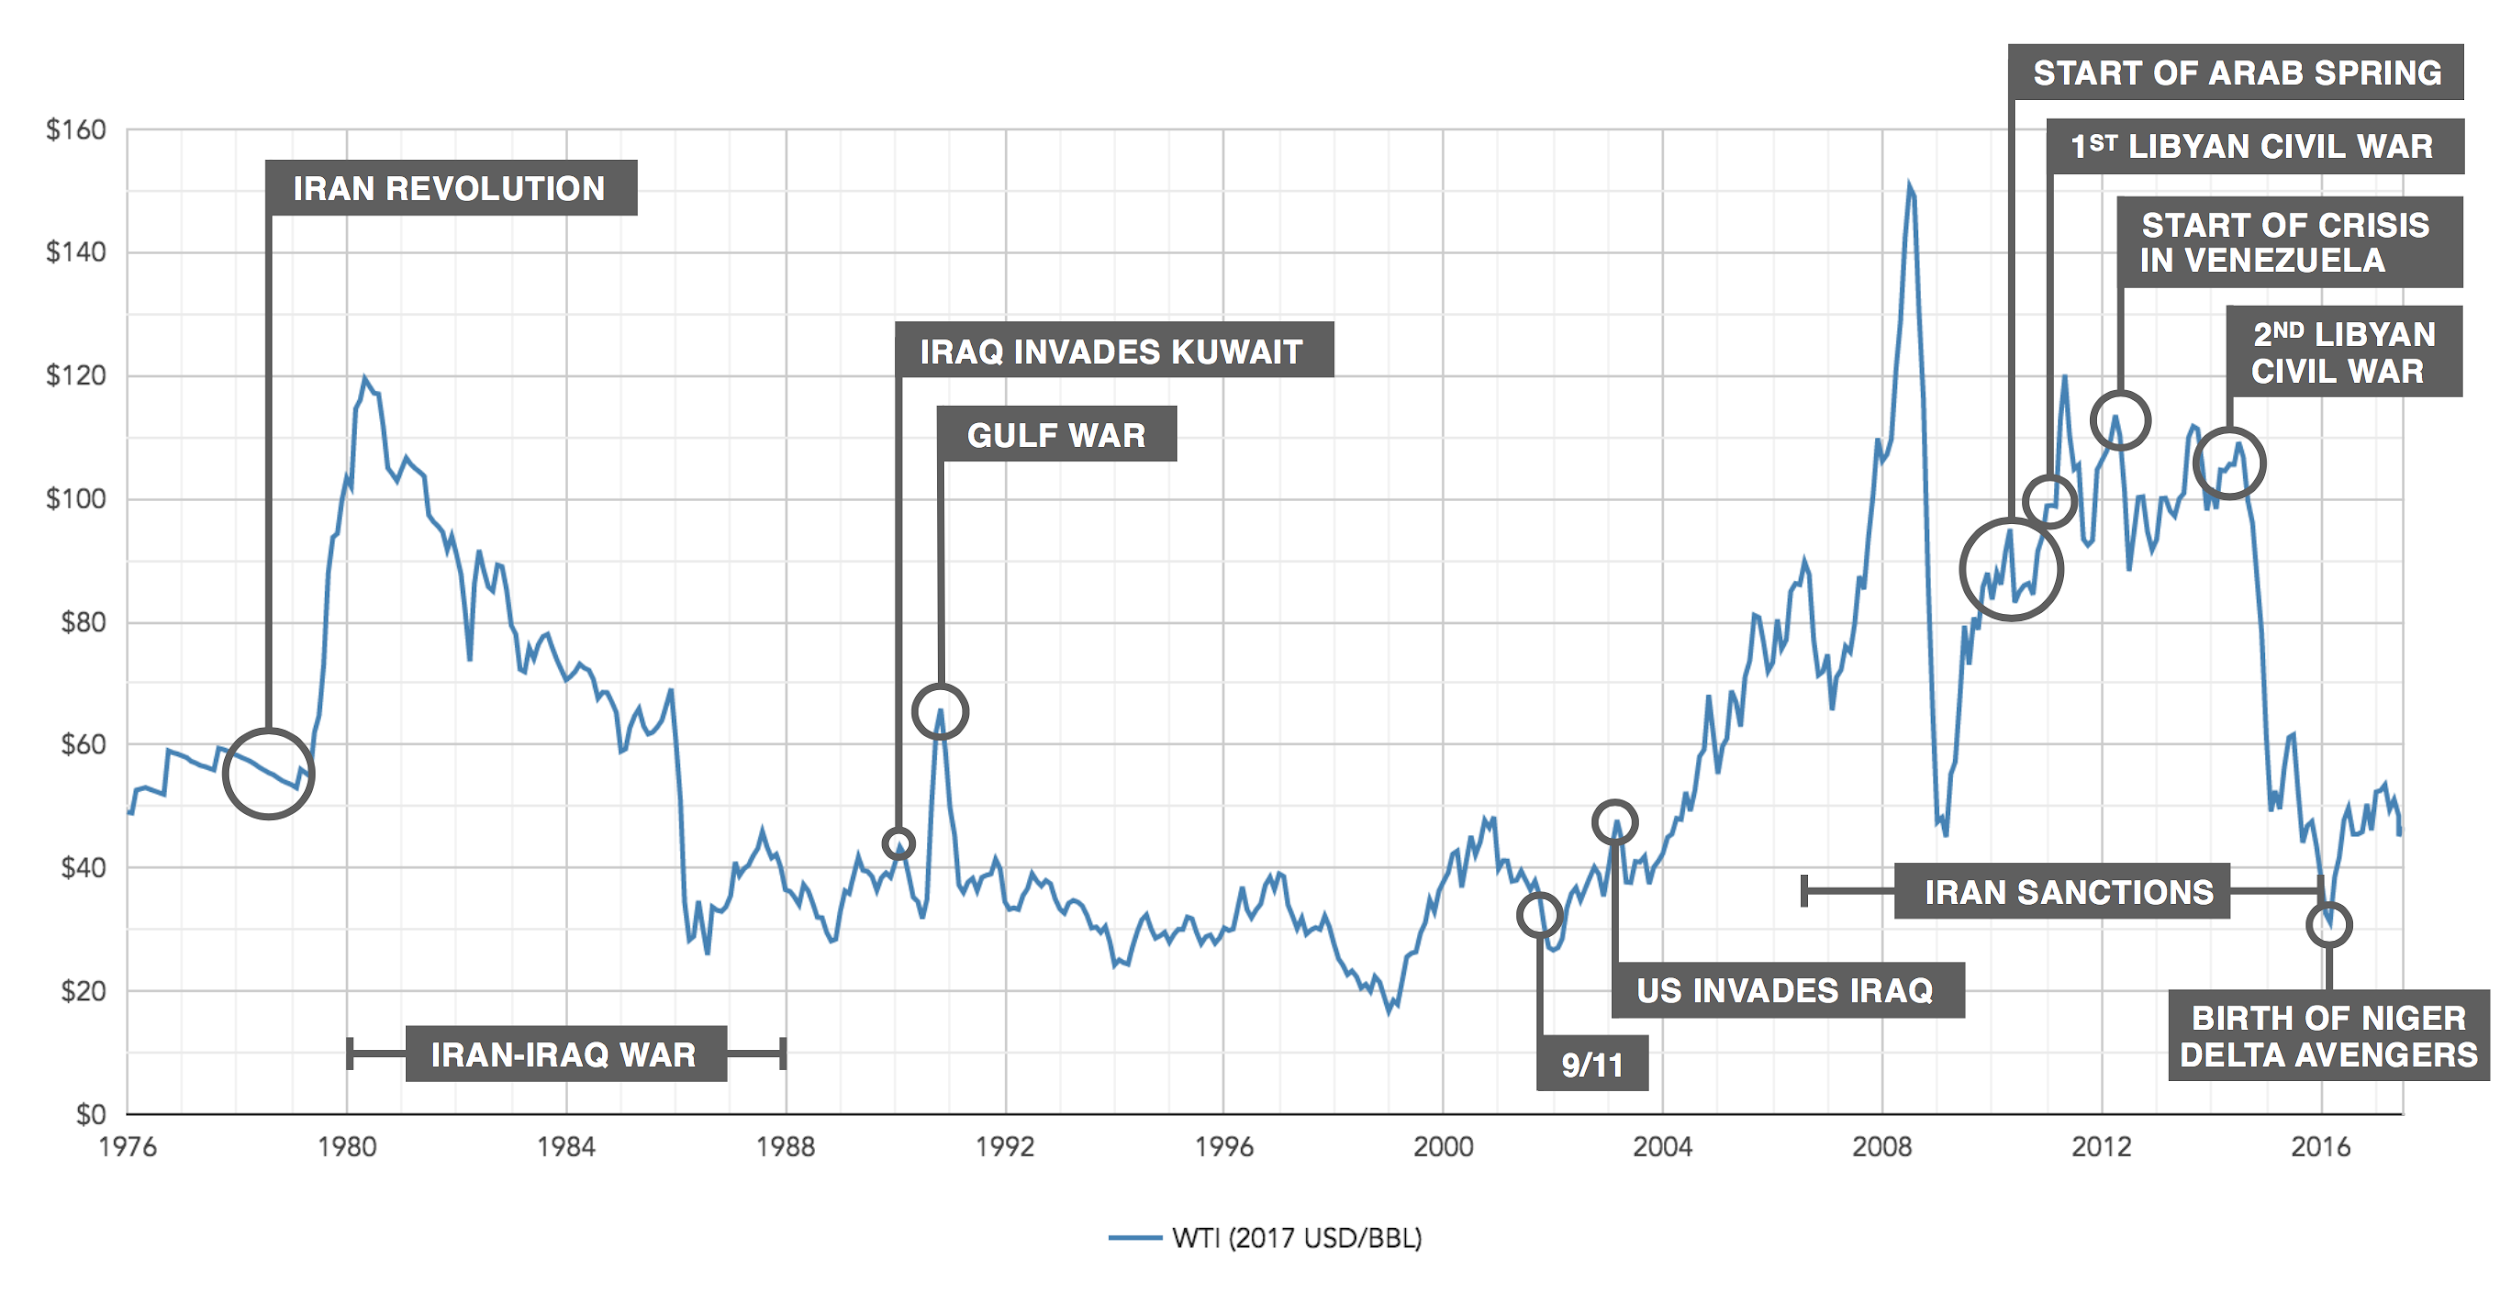 START OF ARAB SPRING
$160
1ST LIBYAN CIVIL WAR
IRAN REVOLUTION
START OF CRISIS
IN VENEZUELA
$140
2ND LIBYAN
CIVIL WAR
IRAQ INVADES KUWAIT
$120
GULF WAR
$100
$80
$60
$40
IRAN SANCTIONS
$20
US INVADES IRAQ
BIRTH OF NIGER
DELTA AVENGERS
IRAN-IRAQ WAR
9/11
$0
1976 1980 1984 1988 1992 1996 2000 2004 2008 2012 2016
WTI (2017 USD/BBL)